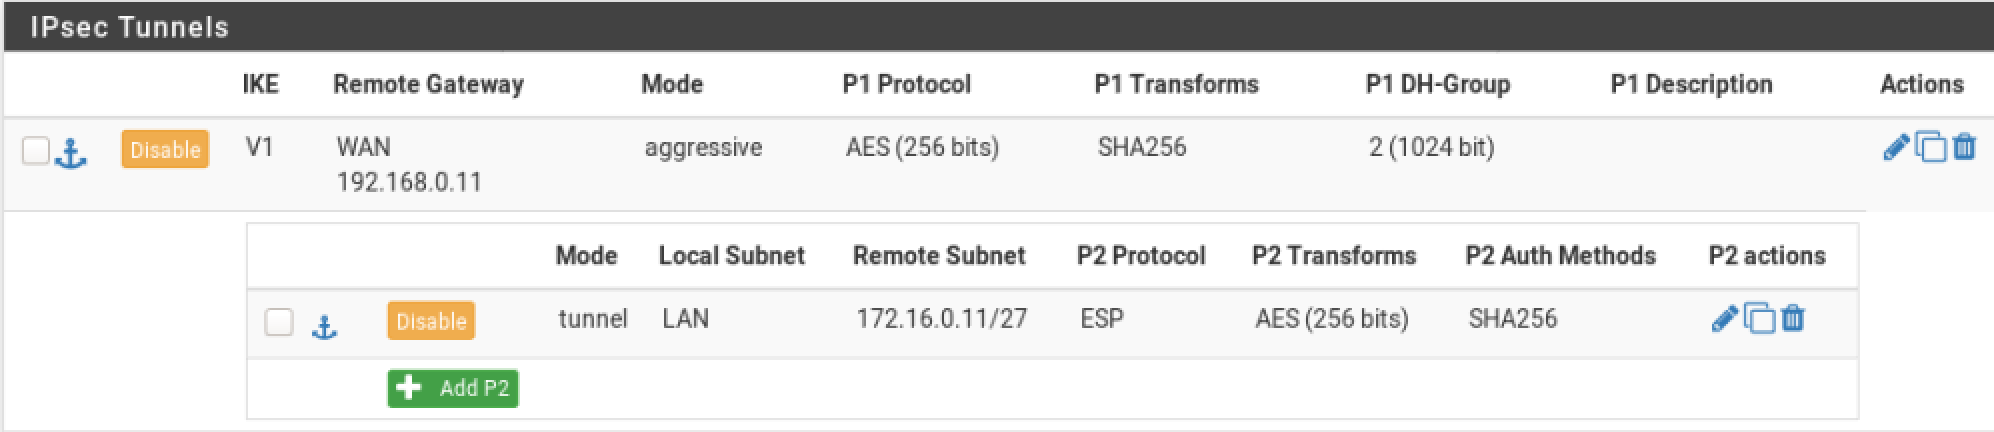 IPsec Tunnels
IKE Remote Gateway Mode P1 Protocol P1 Transforms P1 DH-Group P1 Description Actions
Disable V1 WAN aggressive AES (256 bits) SHA256 2 (1024 bit)
192.168.0.11
Mode Local Subnet Remote Subnet P2 Protocol P2 Transforms P2 Auth Methods P2 actions
Disable tunnel LAN 172.16.0.11/27 ESP AES (256 bits) SHA256
Add P2